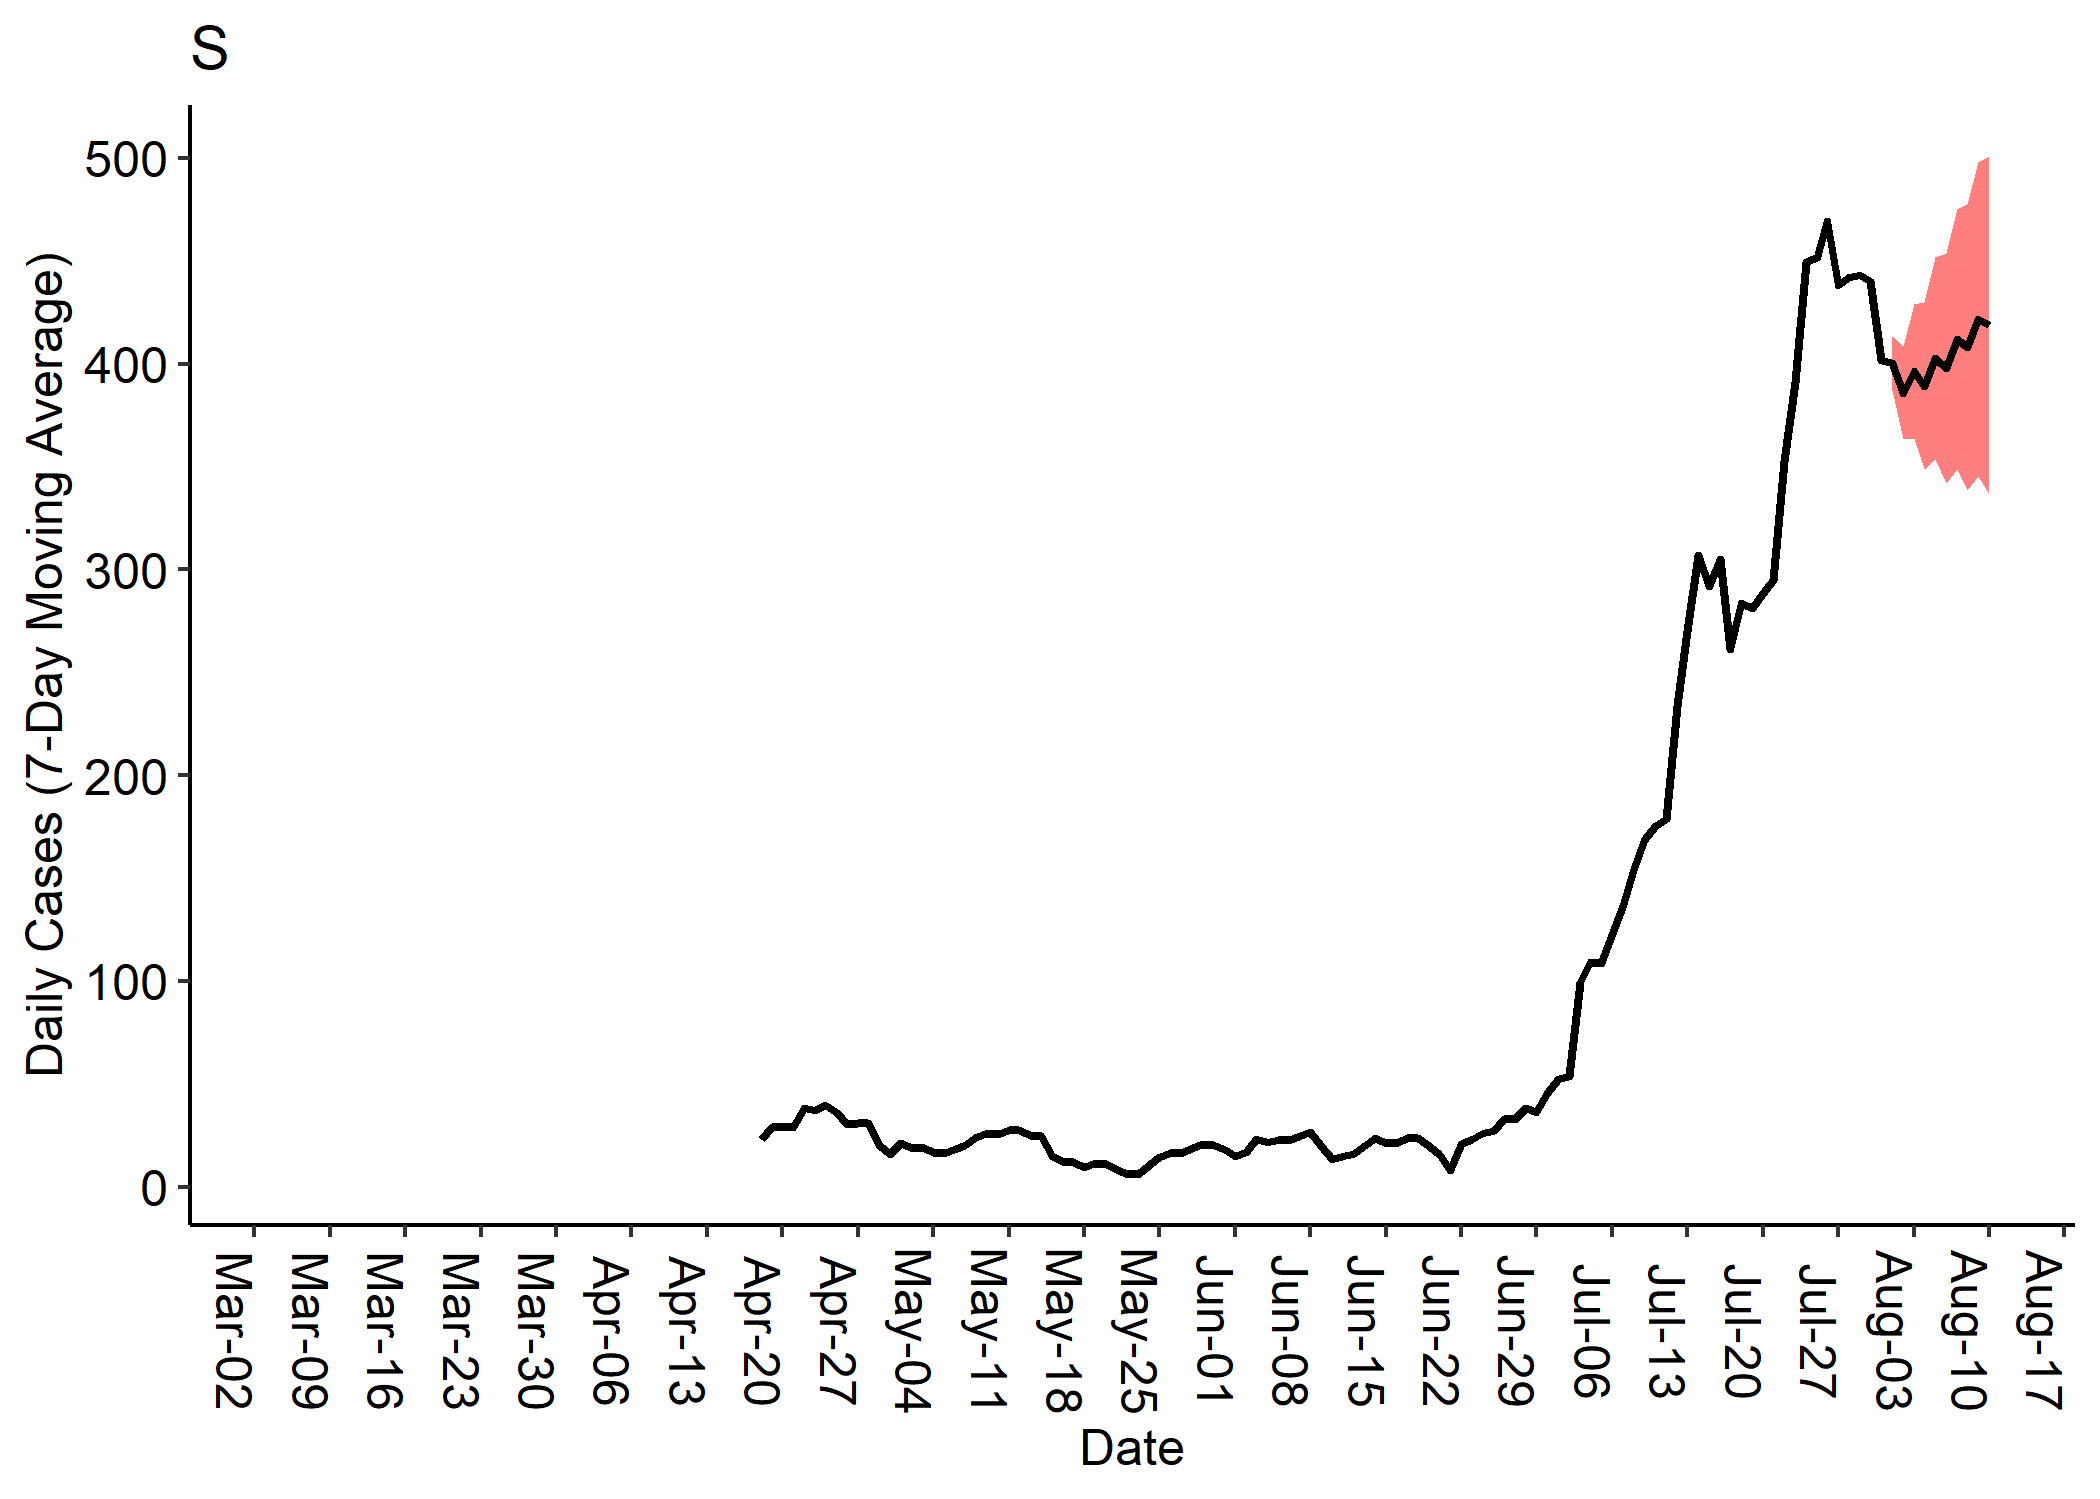 S
Daily Cases (7-Day Moving Average)
500
400
300
200
100
0
Mar-02
Mar-09
Mar-16
Mar-23
Mar-30
Apr-06
Apr-13
Apr-20
Apr-27
May-04
May-11
May-18
May-25
Jun-01
Jun-08
Jun-15
Jun-22
Jun-29
Jul-06
Jul-13
Jul-20
Jul-27
Aug-03
Aug-10
Aug-17
Date